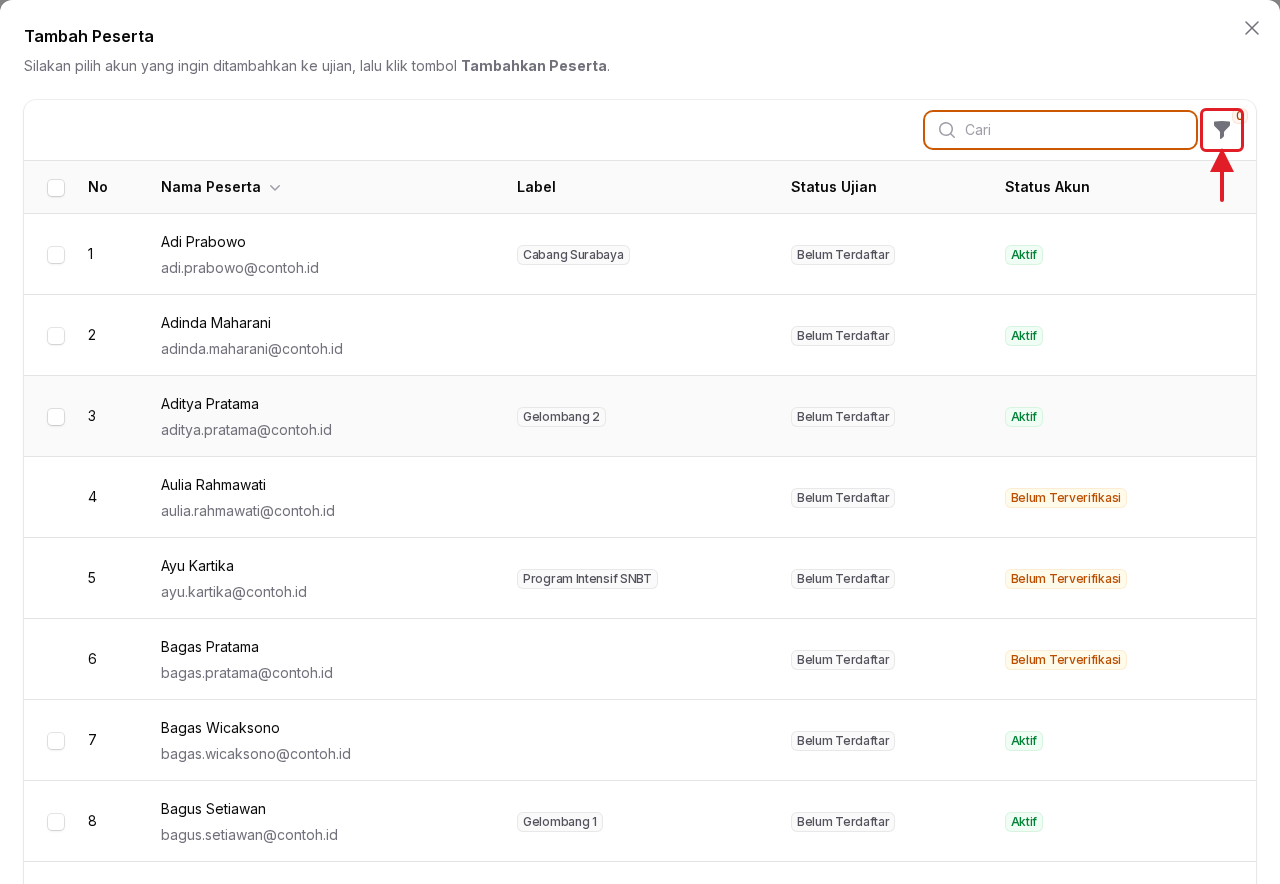 Tambah Peserta
Silakan pilih akun yang ingin ditambahkan ke ujian, lalu klik tombol Tambahkan Peserta.
Cari
0
No Nama Peserta Label Status Ujian Status Akun
1 Adi Prabowo Cabang Surabaya Belum Terdaftar Aktif
adi.prabowo@contoh.id
2 Adinda Maharani Belum Terdaftar Aktif
adinda.maharani@contoh.id
3 Aditya Pratama Gelombang 2 Belum Terdaftar Aktif
aditya.pratama@contoh.id
4 Aulia Rahmawati Belum Terdaftar Belum Terverifikasi
aulia.rahmawati@contoh.id
5 Ayu Kartika Program Intensif SNBT Belum Terdaftar Belum Terverifikasi
ayu.kartika@contoh.id
6 Bagas Pratama Belum Terdaftar Belum Terverifikasi
bagas.pratama@contoh.id
7 Bagas Wicaksono Belum Terdaftar Aktif
bagas.wicaksono@contoh.id
8 Bagus Setiawan Gelombang 1 Belum Terdaftar Aktif
bagus.setiawan@contoh.id